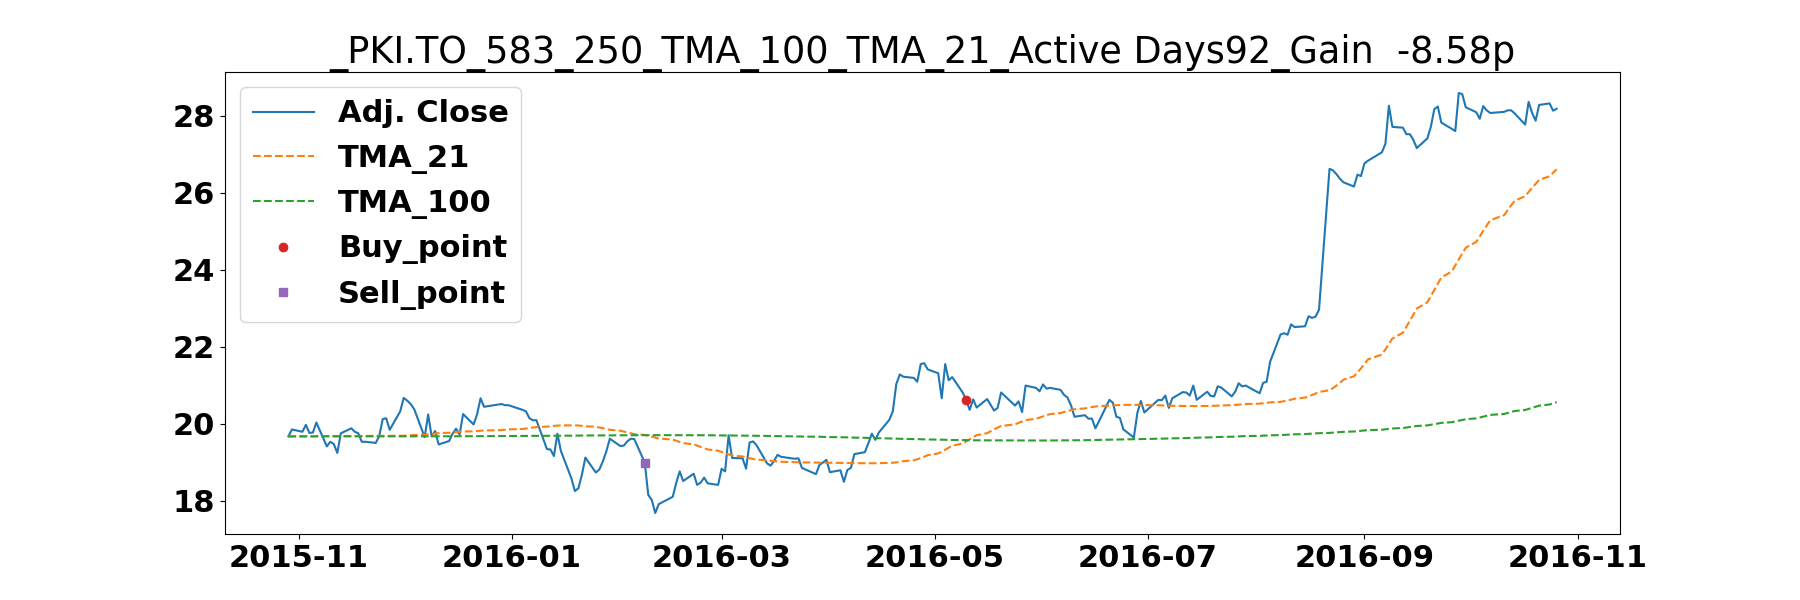 _PKI.TO_583_250_TMA_100_TMA_21_Active Days92_Gain  -8.58p
Adj. Close
TMA_21
TMA_100
Buy_point
Sell_point
28
26
24
22
20
18
2015-11 2016-01 2016-03 2016-05 2016-07 2016-09 2016-11